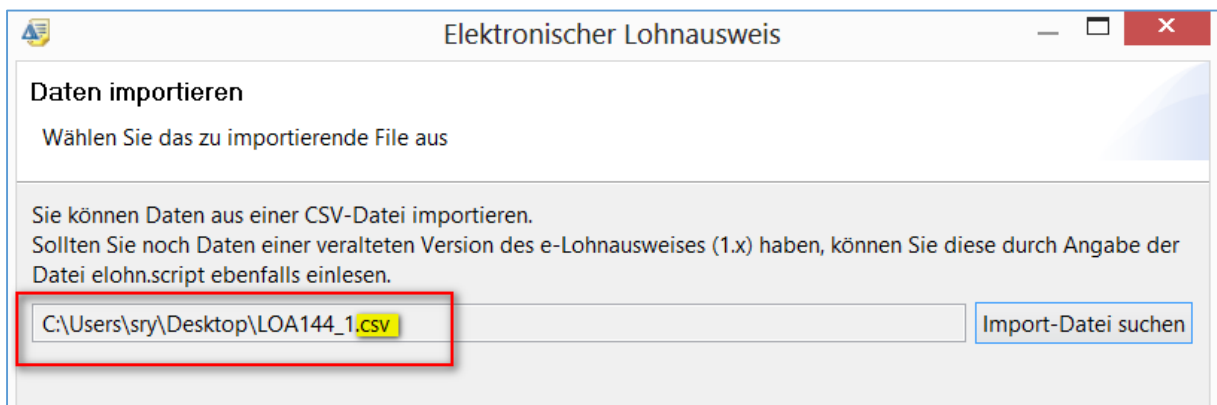 Elektronischer Lohnausweis
Daten importieren
Wählen Sie das zu importierende File aus
Sie können Daten aus einer CSV-Datei importieren.
Sollten Sie noch Daten einer veralteten Version des e-Lohnausweises (1.x) haben, können Sie diese durch Angabe der
Datei elohn.script ebenfalls einlesen.
C:\Users\sry\Desktop\LOA144_1.csv
Import-Datei suchen